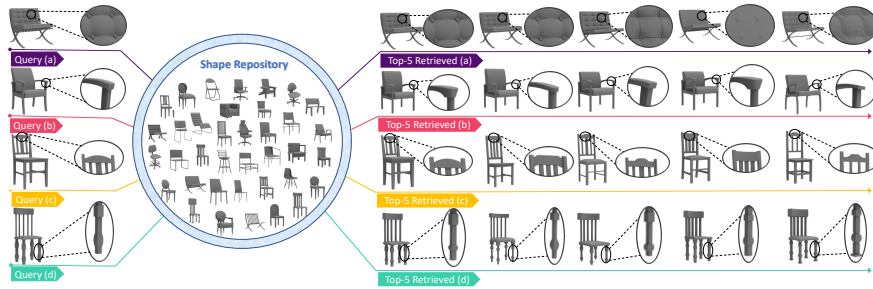 Query (a)
Shape Repository
Top-5 Retrieved (a)
Query (b)
Top-5 Retrieved (b)
Query (c)
Top-5 Retrieved (c)
Query (d)
Top-5 Retrieved (d)